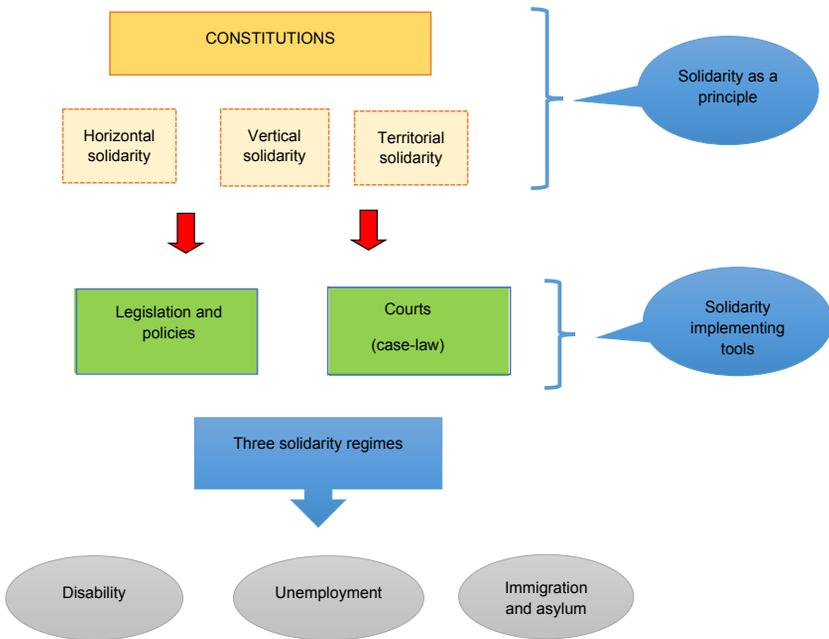 CONSTITUTIONS
Solidarity as a
principle
Horizontal
solidarity
Vertical
solidarity
Territorial
solidarity
Legislation and
policies
Courts
(case-law)
Solidarity
implementing
tools
Three solidarity regimes
Disability
Unemployment
Immigration
and asylum